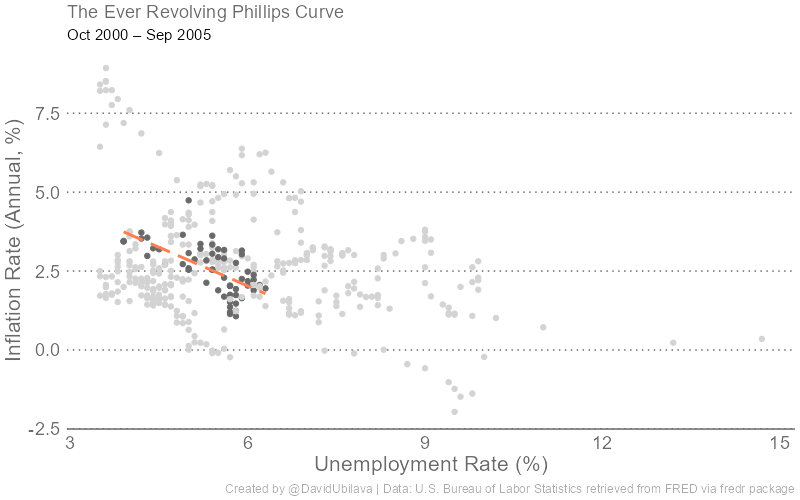 The Ever Revolving Phillips Curve
Oct 2000 – Sep 2005
Inflation Rate (Annual, %)
7.5
5.0
2.5
0.0
-2.5
3 6 9 12 15
Unemployment Rate (%)
Created by @DavidUbilava | Data: U.S. Bureau of Labor Statistics retrieved from FRED via fredr package